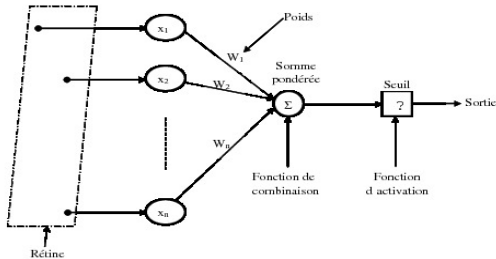 Poids
x1
W1
Somme
pondérée
x2
W2
Seuil
Σ
?
Sortie
Wn
Fonction de
combinaison
Fonction
d activation
xn
Rétine